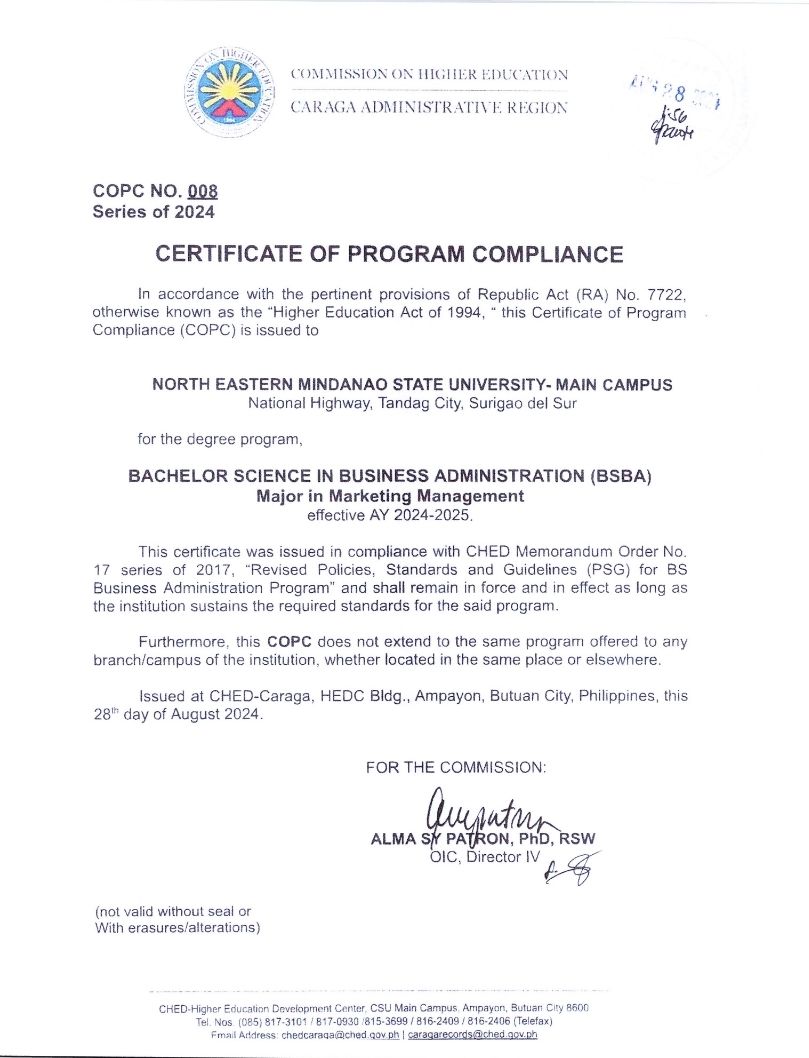 COMMISSION ON HIGHER EDUCATION
CARAGA ADMINISTRATIVE REGION
COMMISSION ON HIGHER EDUCATION
1994
28
COPC NO. 008
Series of 2024
CERTIFICATE OF PROGRAM COMPLIANCE
In accordance with the pertinent provisions of Republic Act (RA) No. 7722,
otherwise known as the “Higher Education Act of 1994, “ this Certificate of Program
Compliance (COPC) is issued to
NORTH EASTERN MINDANAO STATE UNIVERSITY- MAIN CAMPUS
National Highway, Tandag City, Surigao del Sur
for the degree program,
BACHELOR SCIENCE IN BUSINESS ADMINISTRATION (BSBA)
Major in Marketing Management
effective AY 2024-2025.
This certificate was issued in compliance with CHED Memorandum Order No.
17 series of 2017, “Revised Policies, Standards and Guidelines (PSG) for BS
Business Administration Program” and shall remain in force and in effect as long as
the institution sustains the required standards for the said program.
Furthermore, this COPC does not extend to the same program offered to any
branch/campus of the institution, whether located in the same place or elsewhere.
Issued at CHED-Caraga, HEDC Bldg., Ampayon, Butuan City, Philippines, this
28th day of August 2024.
FOR THE COMMISSION:
ALMA SY PATRON, PhD, RSW
OIC, Director IV
(not valid without seal or
With erasures/alterations)
CHED-Higher Education Development Center, CSU Main Campus, Ampayon, Butuan City 8600
Tel. Nos. (085) 817-3101 / 817-0930 /815-3699 / 816-2409 / 816-2406 (Telefax)
Email Address: chedcaraga@ched.gov.ph | caragarecords@ched.gov.ph